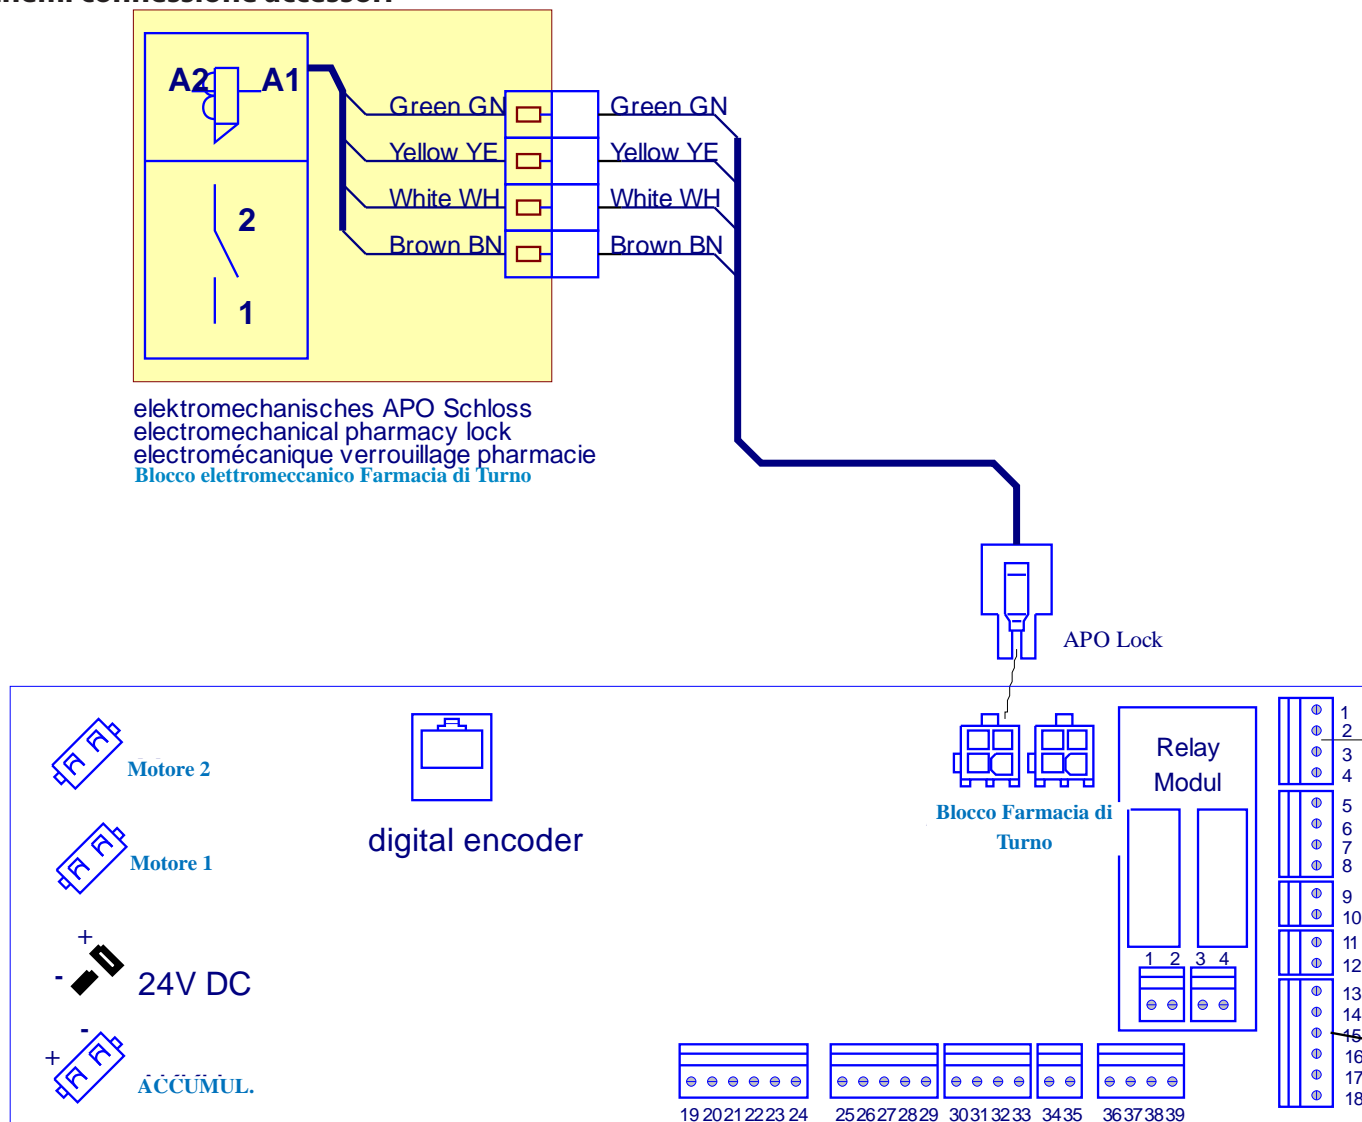 connessione accessori
A2 A1
Green GN Green GN
Yellow YE Yellow YE
White WH White WH
Brown BN Brown BN
2
1
elektromechanisches APO Schloss
electromechanical pharmacy lock
electromécanique verrouillage pharmacie
Blocco elettromeccanico Farmacia di Turno
APO Lock
Motore 2
Motore 1
digital encoder
Blocco Farmacia di
Turno
Relay
Modul
1 2 3 4
+
-
24V DC
-
+
ACCUMUL.
1
2
3
4
5
6
7
8
9
10
11
12
13
14
15
16
17
18
19 20 21 22 23 24 25 26 27 28 29 30 31 32 33 34 35 36 37 38 39